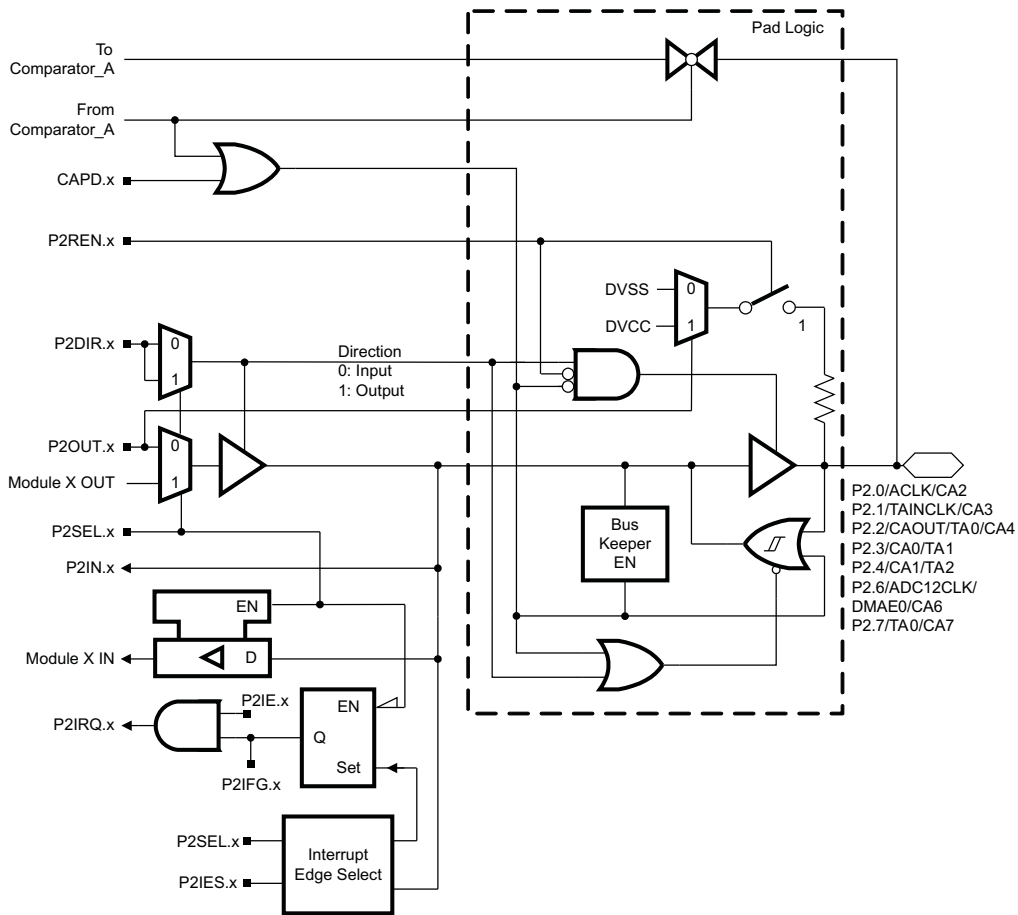 Pad Logic
To
Comparator_A
From
Comparator_A
CAPD.x
P2REN.x
DVSS
0
DVCC
1
1
P2DIR.x
0
1
Direction
0: Input
1: Output
P2OUT.x
0
Module X OUT
1
P2SEL.x
P2IN.x
Bus
Keeper
EN
P2.0/ACLK/CA2
P2.1/TAINCLK/CA3
P2.2/CAOUT/TA0/CA4
P2.3/CA0/TA1
P2.4/CA1/TA2
P2.6/ADC12CLK/
DMAE0/CA6
P2.7/TA0/CA7
EN
Module X IN
D
P2IE.x
EN
P2IRQ.x
Q
P2IFG.x
Set
P2SEL.x
P2IES.x
Interrupt
Edge Select